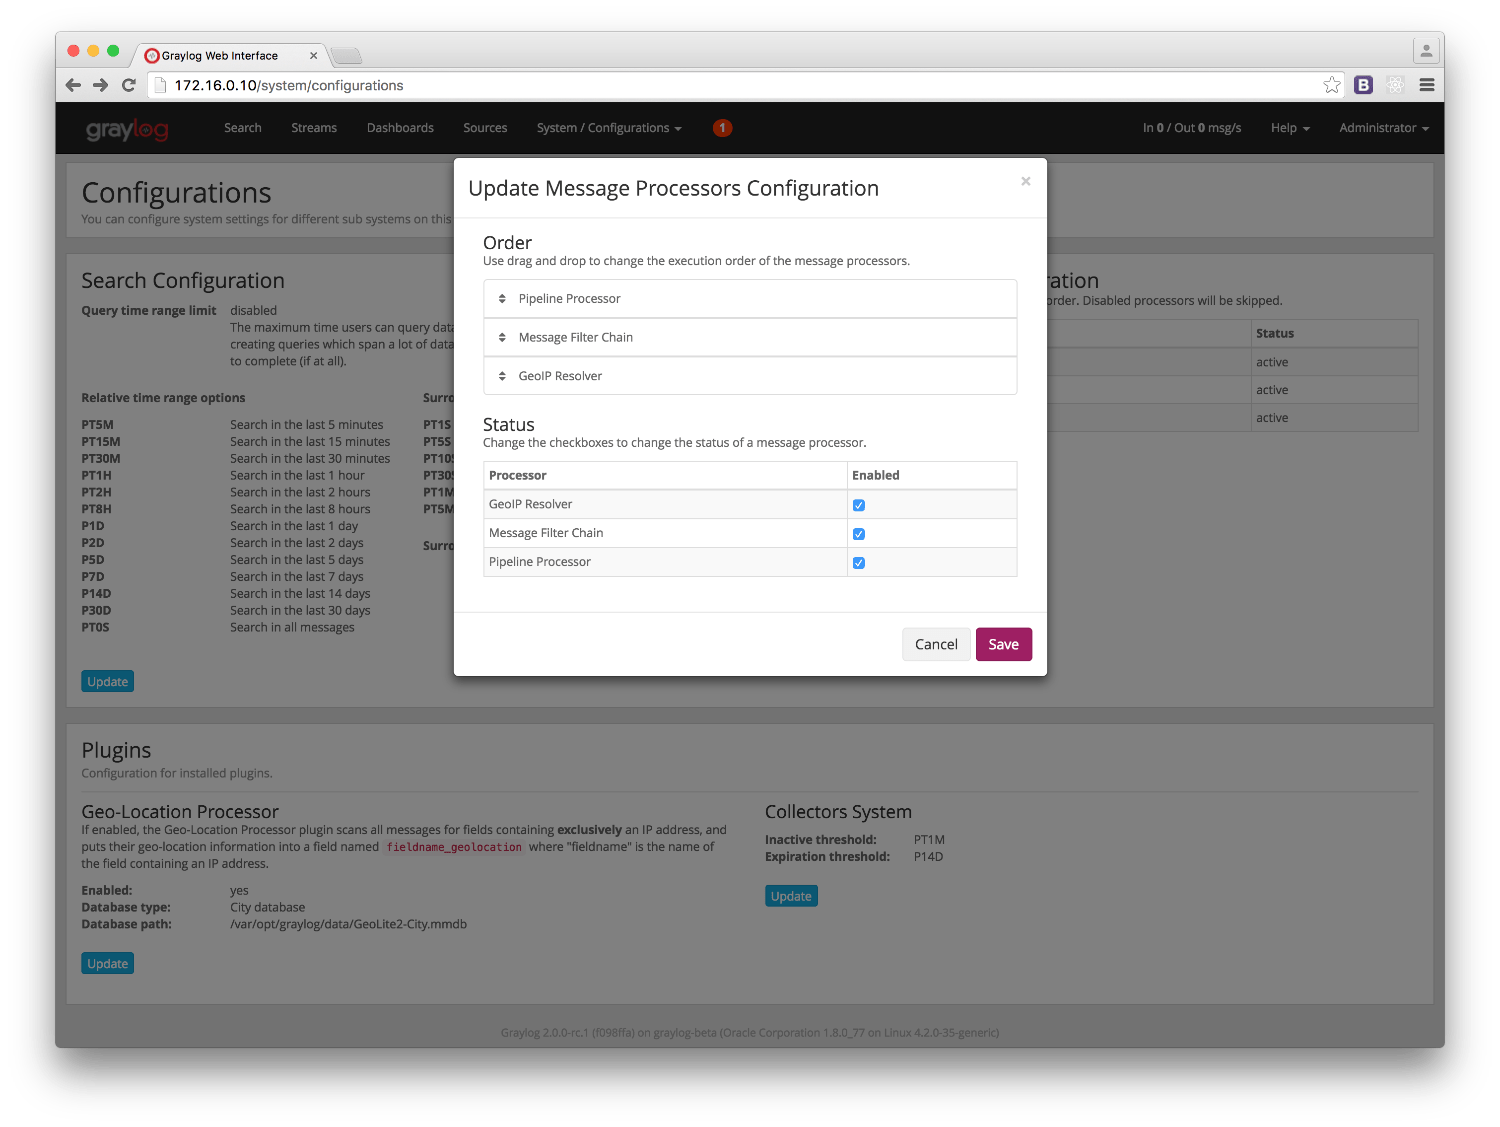 Graylog Web Interface
172.16.0.10/system/configurations
B
graylog
Search
Streams
Dashboards
Sources
System / Configurations
1
In 0 / Out 0 msg/s
Help
Administrator
Configurations
You can configure system settings for different sub systems on this
Search Configuration
Query time range limit disabled
The maximum time users can query data
creating queries which span a lot of data
to complete (if at all).
Relative time range options
PT5M Search in the last 5 minutes
PT15M Search in the last 15 minutes
PT30M Search in the last 30 minutes
PT1H Search in the last 1 hour
PT2H Search in the last 2 hours
PT8H Search in the last 8 hours
P1D Search in the last 1 day
P2D Search in the last 2 days
P5D Search in the last 5 days
P7D Search in the last 7 days
P14D Search in the last 14 days
P30D Search in the last 30 days
PT0S Search in all messages
Update
Surro
PT1S
PT5S
PT10S
PT30S
PT1M
PT5M
Surro
Update Message Processors Configuration
×
Order
Use drag and drop to change the execution order of the message processors.
Pipeline Processor
Message Filter Chain
GeoIP Resolver
Status
Change the checkboxes to change the status of a message processor.
Processor Enabled
GeoIP Resolver
Message Filter Chain
Pipeline Processor
Cancel
Save
ration
order. Disabled processors will be skipped.
Status
active
active
active
Plugins
Configuration for installed plugins.
Geo-Location Processor
If enabled, the Geo-Location Processor plugin scans all messages for fields containing exclusively an IP address, and
puts their geo-location information into a field named fieldname_geolocation where "fieldname" is the name of
the field containing an IP address.
Enabled: yes
Database type: City database
Database path: /var/opt/graylog/data/GeoLite2-City.mmdb
Update
Collectors System
Inactive threshold: PT1M
Expiration threshold: P14D
Update
Graylog 2.0.0-rc.1 (f098ffa) on graylog-beta (Oracle Corporation 1.8.0_77 on Linux 4.2.0-35-generic)